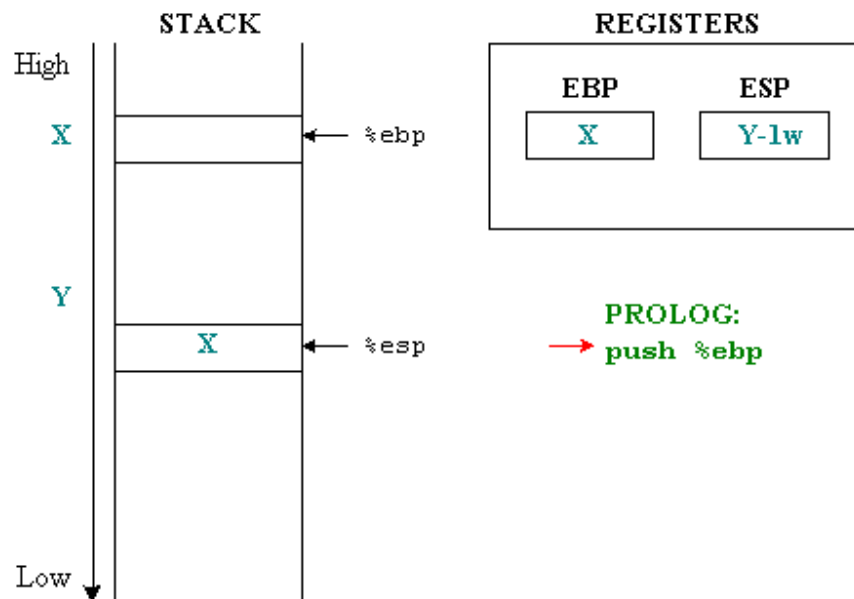 STACK
REGISTERS
High
EBP ESP
X %ebp X Y-1w
Y
PROLOG:
X %esp push %ebp
Low